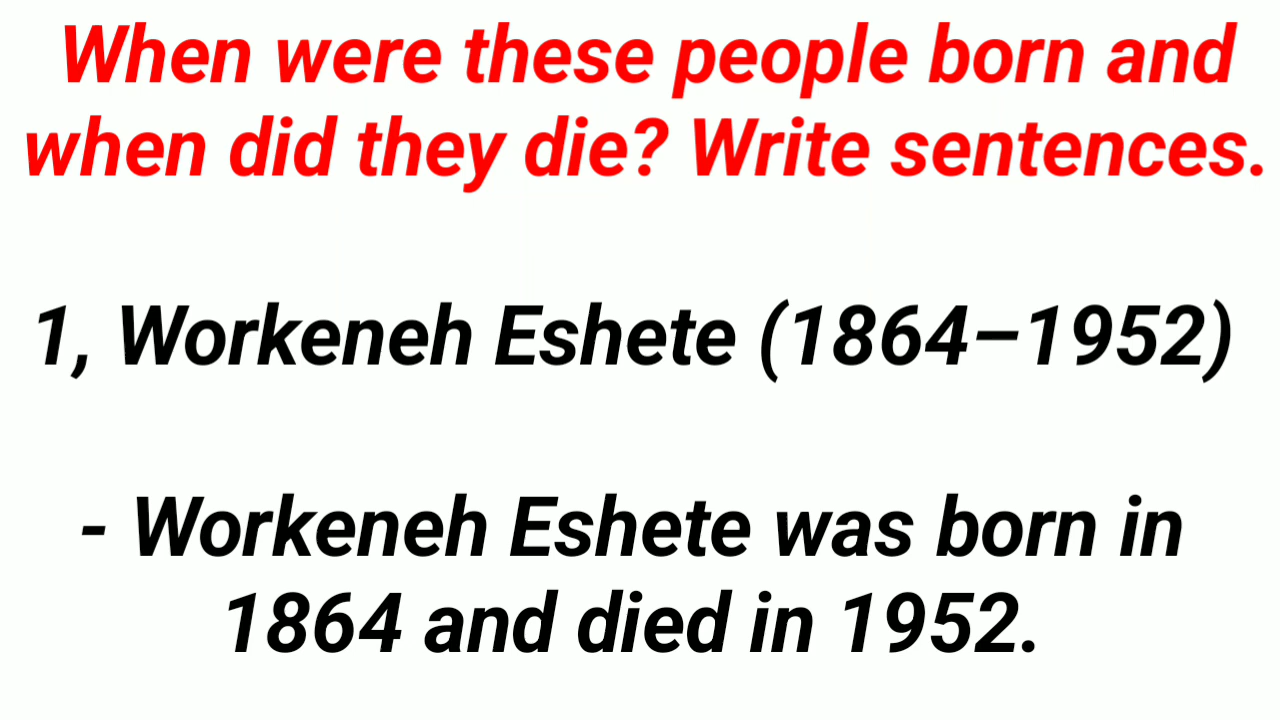 When were these people born and
when did they die? Write sentences.
1, Workeneh Eshete (1864–1952)
- Workeneh Eshete was born in
1864 and died in 1952.